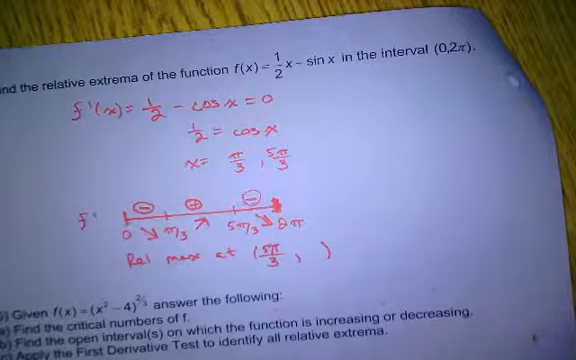 nd the relative extrema of the function f(x) = 1/2 x - sin x in the interval (0,2π).
f'(x) = 1/2 - cos x = 0
1/2 = cos x
x = π/3 , 5π/3
f' ⊖ ⊕ ⊖
0 ↘ π/3 ↗ 5π/3 ↘ 2π
Rel max at (5π/3 , )
Given f(x) = (x² - 4)^(2/3) answer the following:
a) Find the critical numbers of f.
b) Find the open interval(s) on which the function is increasing or decreasing.
c) Apply the First Derivative Test to identify all relative extrema.